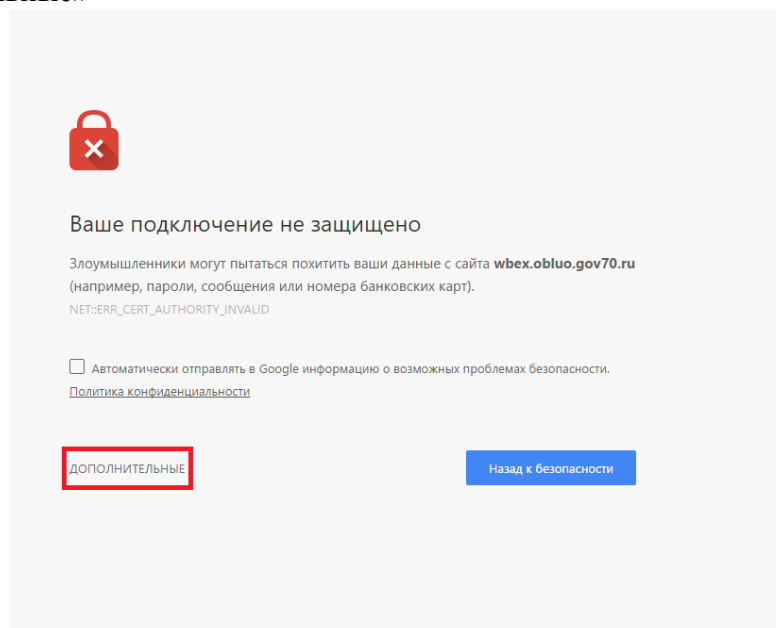 Ваше подключение не защищено
Злоумышленники могут пытаться похитить ваши данные с сайта wbex.obluo.gov70.ru
(например, пароли, сообщения или номера банковских карт).
NET::ERR_CERT_AUTHORITY_INVALID
Автоматически отправлять в Google информацию о возможных проблемах безопасности.
Политика конфиденциальности
ДОПОЛНИТЕЛЬНЫЕ
Назад к безопасности